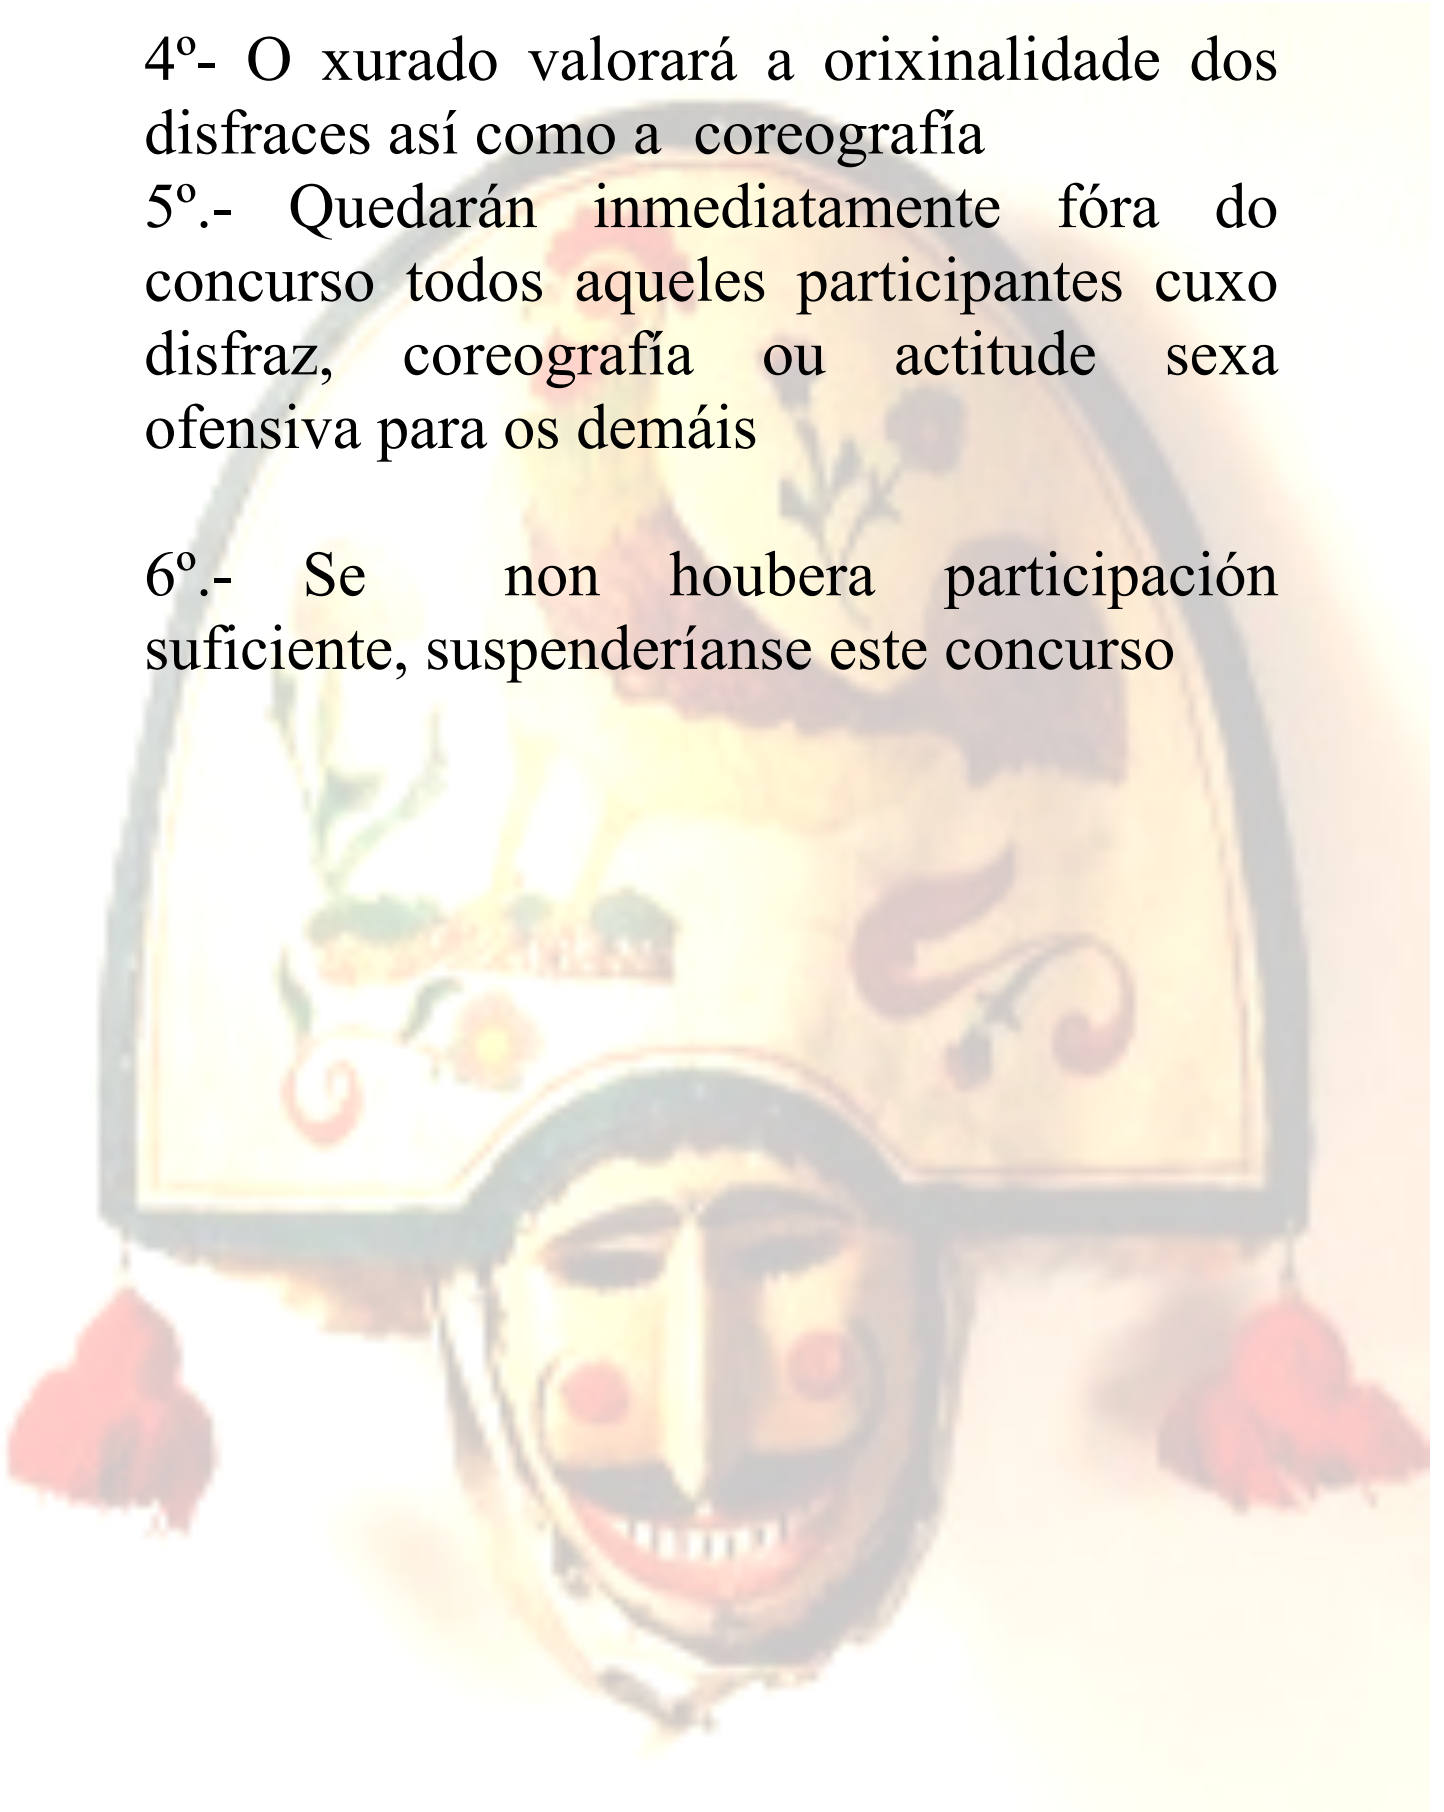 4º- O xurado valorará a orixinalidade dos
disfraces así como a coreografía
5º.- Quedarán inmediatamente fóra do
concurso todos aqueles participantes cuxo
disfraz, coreografía ou actitude sexa
ofensiva para os demáis
6º.- Se non houbera participación
suficiente, suspenderíanse este concurso